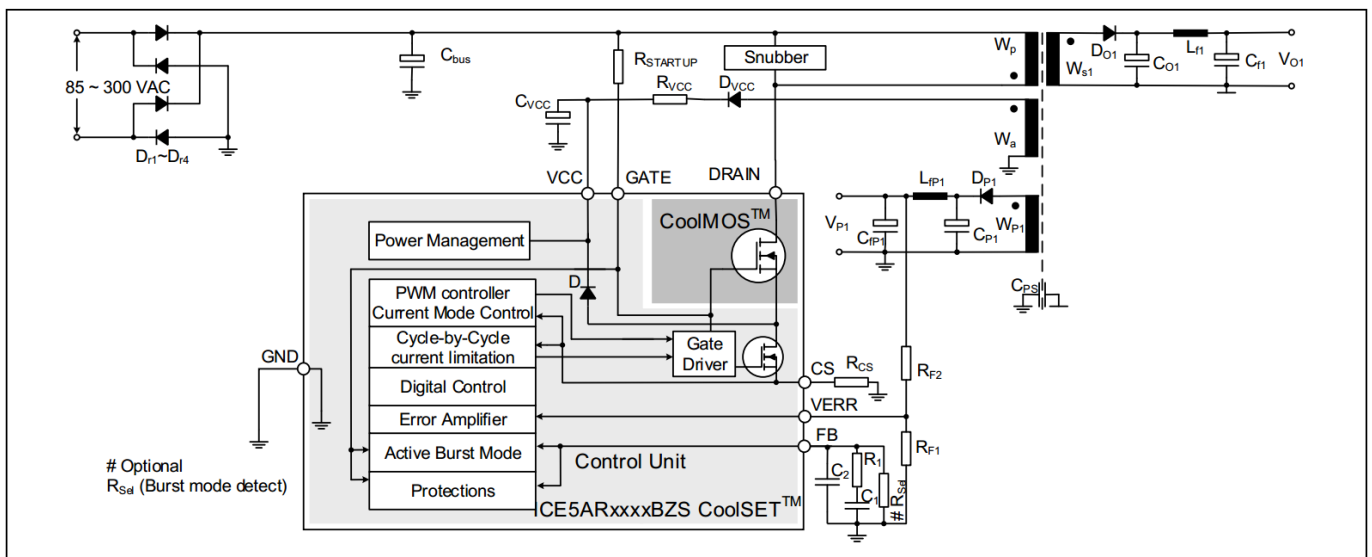 85 ~ 300 VAC
Dr1~Dr4
Cbus
RSTARTUP
Snubber
Wp
Ws1
DO1
CO1
Lf1
Cf1
VO1
CVCC
RVCC
DVCC
Wa
VCC
GATE
DRAIN
CoolMOS™
VP1
CfP1
LfP1
CP1
DP1
WP1
CPS
Power Management
D
PWM controller
Current Mode Control
Cycle-by-Cycle
current limitation
Digital Control
Error Amplifier
Active Burst Mode
Protections
Gate
Driver
GND
CS
RCS
VERR
FB
RF2
RF1
C2
R1
C1
# RSel
Control Unit
ICE5ARxxxxBZS CoolSET™
# Optional
RSel (Burst mode detect)